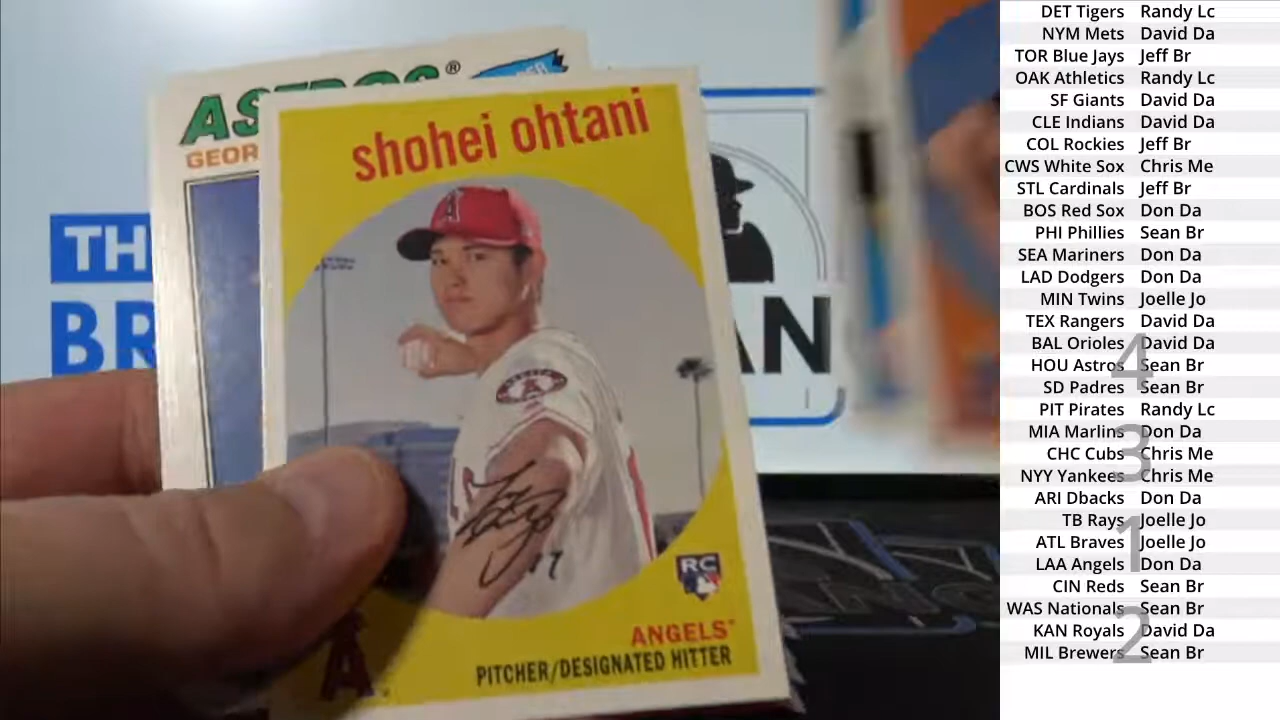 ASTROS®
GEOR
shohei ohtani
RC
ANGELS
PITCHER/DESIGNATED HITTER
A
TH
BR
AN
DET Tigers Randy Lc
NYM Mets David Da
TOR Blue Jays Jeff Br
OAK Athletics Randy Lc
SF Giants David Da
CLE Indians David Da
COL Rockies Jeff Br
CWS White Sox Chris Me
STL Cardinals Jeff Br
BOS Red Sox Don Da
PHI Phillies Sean Br
SEA Mariners Don Da
LAD Dodgers Don Da
MIN Twins Joelle Jo
TEX Rangers David Da
BAL Orioles David Da
HOU Astros Sean Br
SD Padres Sean Br
PIT Pirates Randy Lc
MIA Marlins Don Da
CHC Cubs Chris Me
NYY Yankees Chris Me
ARI Dbacks Don Da
TB Rays Joelle Jo
ATL Braves Joelle Jo
LAA Angels Don Da
CIN Reds Sean Br
WAS Nationals Sean Br
KAN Royals David Da
MIL Brewers Sean Br
4
3
1
2